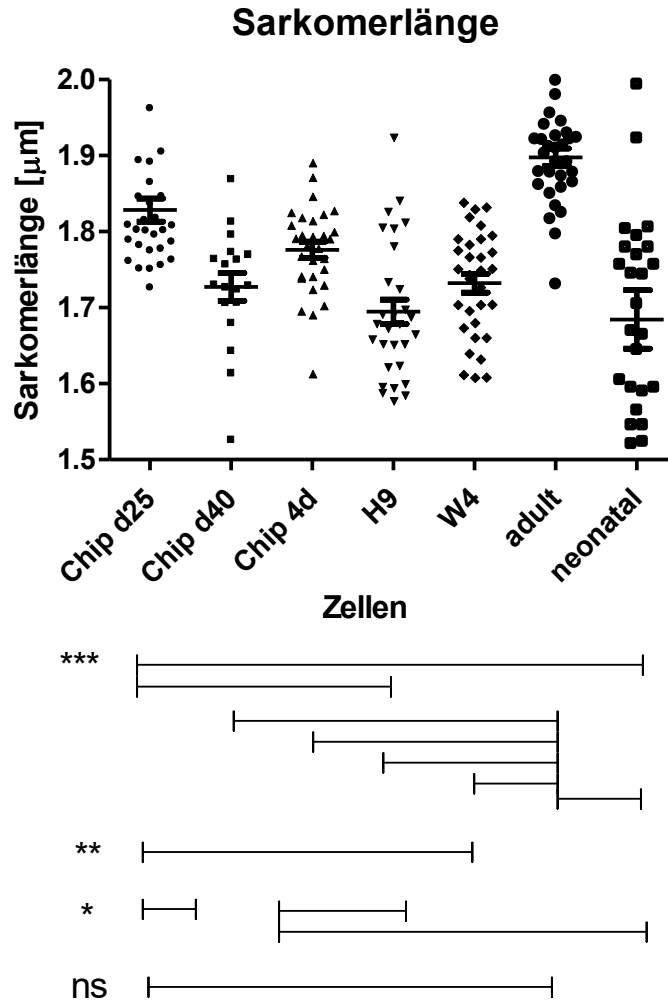 Sarkomerlänge
Sarkomerlänge [μm]
2.0
1.9
1.8
1.7
1.6
1.5
Chip d25
Chip d40
Chip 4d
H9
W4
adult
neonatal
Zellen
***
**
*
ns